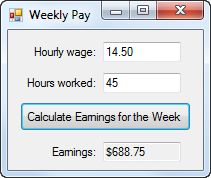 Weekly Pay
Hourly wage: 14.50
Hours worked: 45
Calculate Earnings for the Week
Earnings: $688.75